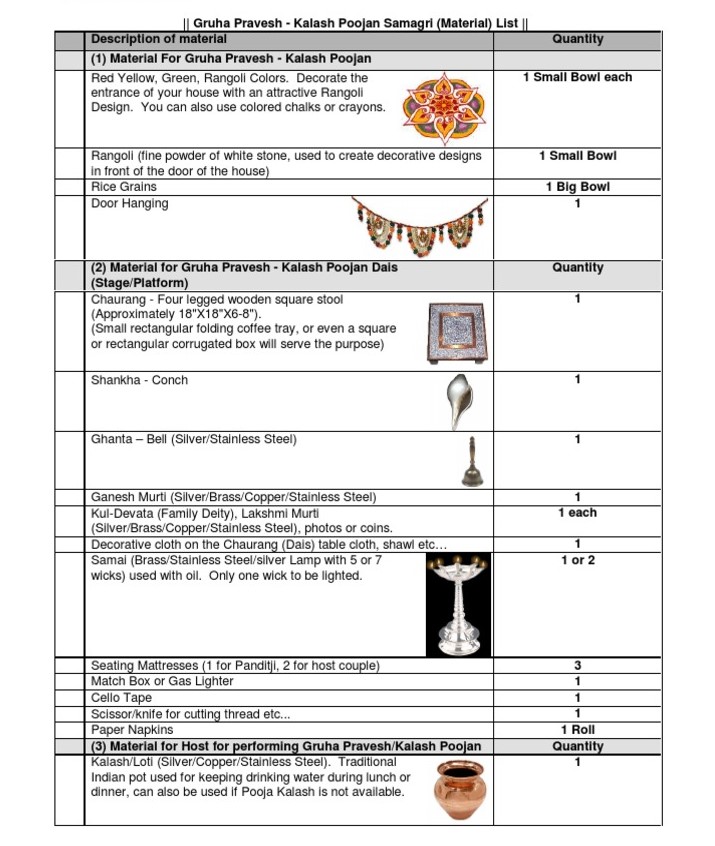 || Gruha Pravesh - Kalash Poojan Samagri (Material) List ||
Description of material Quantity
(1) Material For Gruha Pravesh - Kalash Poojan
Red Yellow, Green, Rangoli Colors.  Decorate the 1 Small Bowl each
entrance of your house with an attractive Rangoli
Design.  You can also use colored chalks or crayons.
Rangoli (fine powder of white stone, used to create decorative designs 1 Small Bowl
in front of the door of the house)
Rice Grains 1 Big Bowl
Door Hanging 1
(2) Material for Gruha Pravesh - Kalash Poojan Dais Quantity
(Stage/Platform)
Chaurang - Four legged wooden square stool 1
(Approximately 18"X18"X6-8").
(Small rectangular folding coffee tray, or even a square
or rectangular corrugated box will serve the purpose)
Shankha - Conch 1
Ghanta – Bell (Silver/Stainless Steel) 1
Ganesh Murti (Silver/Brass/Copper/Stainless Steel) 1
Kul-Devata (Family Deity), Lakshmi Murti 1 each
(Silver/Brass/Copper/Stainless Steel), photos or coins.
Decorative cloth on the Chaurang (Dais) table cloth, shawl etc… 1
Samai (Brass/Stainless Steel/silver Lamp with 5 or 7 1 or 2
wicks) used with oil.  Only one wick to be lighted.
Seating Mattresses (1 for Panditji, 2 for host couple) 3
Match Box or Gas Lighter 1
Cello Tape 1
Scissor/knife for cutting thread etc... 1
Paper Napkins 1 Roll
(3) Material for Host for performing Gruha Pravesh/Kalash Poojan Quantity
Kalash/Loti (Silver/Copper/Stainless Steel).  Traditional 1
Indian pot used for keeping drinking water during lunch or
dinner, can also be used if Pooja Kalash is not available.